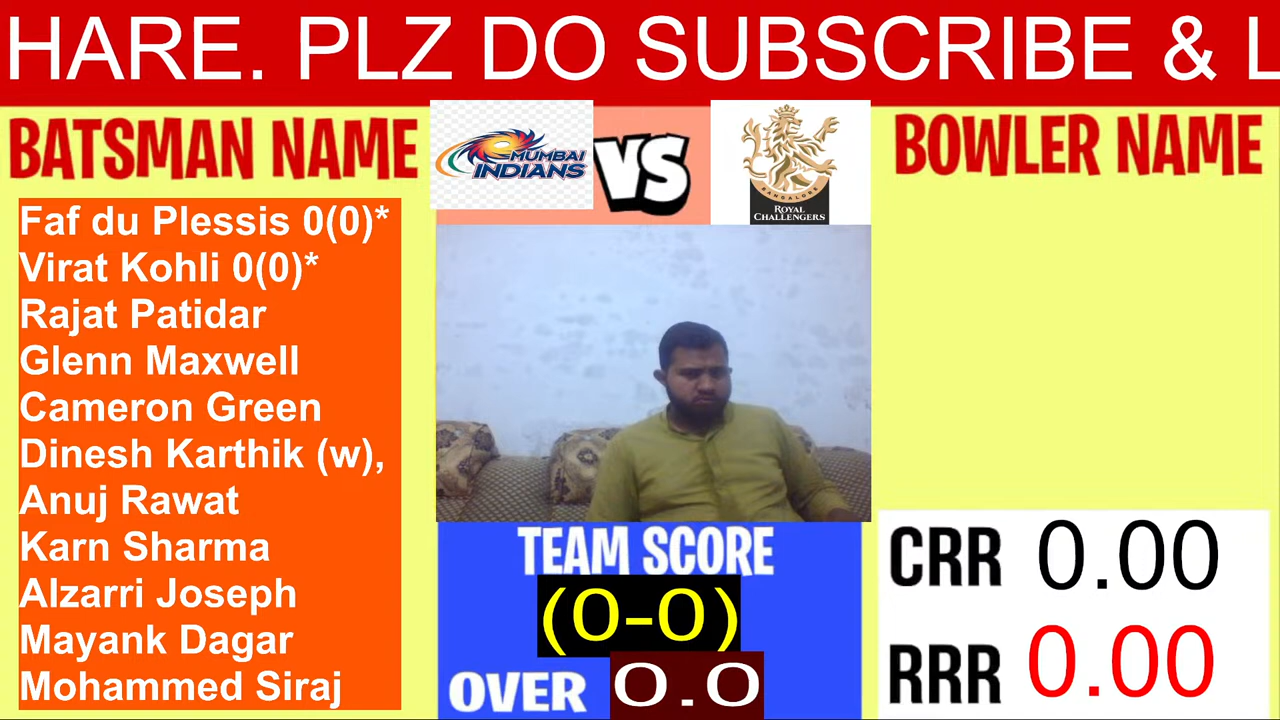 HARE. PLZ DO SUBSCRIBE & L
BATSMAN NAME
Faf du Plessis 0(0)*
Virat Kohli 0(0)*
Rajat Patidar
Glenn Maxwell
Cameron Green
Dinesh Karthik (w),
Anuj Rawat
Karn Sharma
Alzarri Joseph
Mayank Dagar
Mohammed Siraj
MUMBAI
INDIANS
VS
BANGALORE
ROYAL
CHALLENGERS
TEAM SCORE
(0-0)
OVER 0.0
BOWLER NAME
CRR 0.00
RRR 0.00